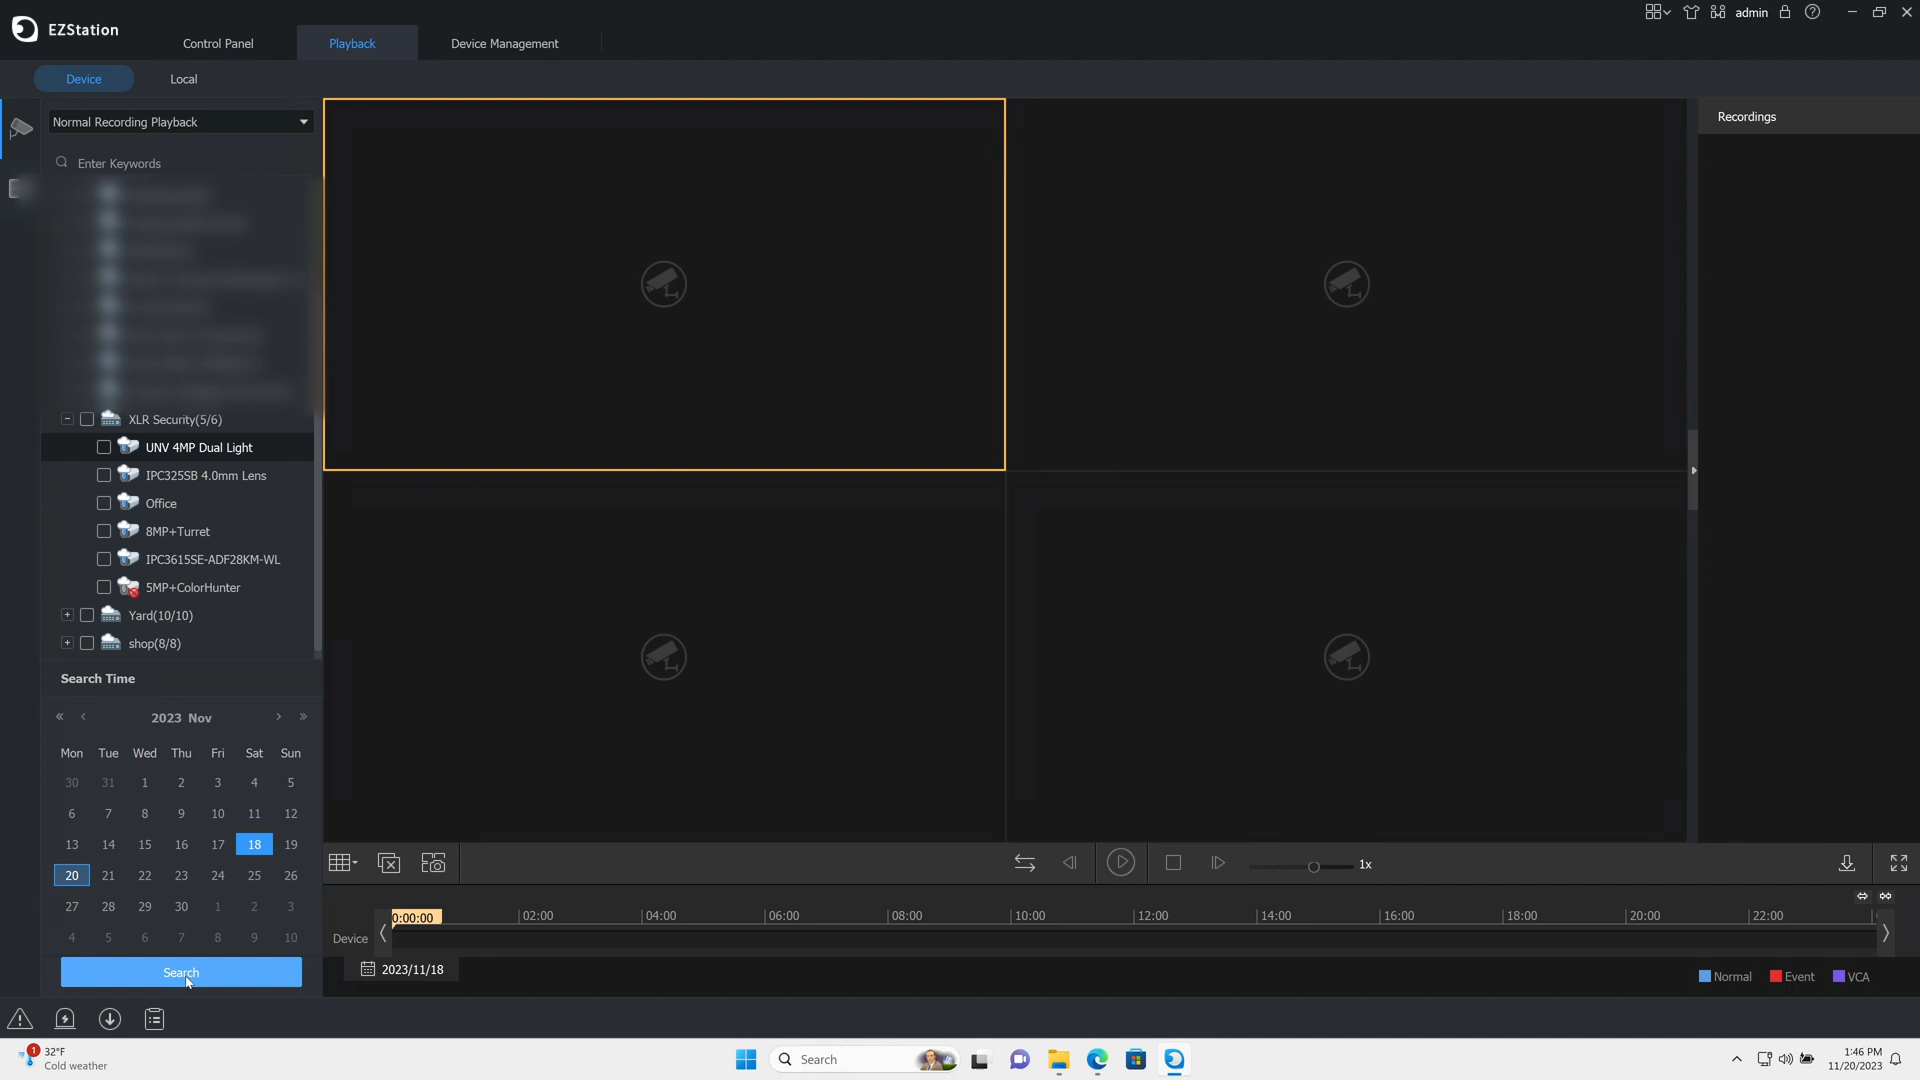 EZStation
Control Panel
Playback
Device Management
admin
Device
Local
Normal Recording Playback
Recordings
Enter Keywords
XLR Security(5/6)
UNV 4MP Dual Light
IPC325SB 4.0mm Lens
Office
8MP+Turret
IPC3615SE-ADF28KM-WL
5MP+ColorHunter
Yard(10/10)
shop(8/8)
Search Time
2023 Nov
Mon Tue Wed Thu Fri Sat Sun
30 31 1 2 3 4 5
6 7 8 9 10 11 12
13 14 15 16 17 18 19
20 21 22 23 24 25 26
27 28 29 30 1 2 3
4 5 6 7 8 9 10
Search
1x
0:00:00 02:00 04:00 06:00 08:00 10:00 12:00 14:00 16:00 18:00 20:00 22:00
Device
2023/11/18
Normal Event VCA
1
32°F
Cold weather
Search
1:46 PM
11/20/2023